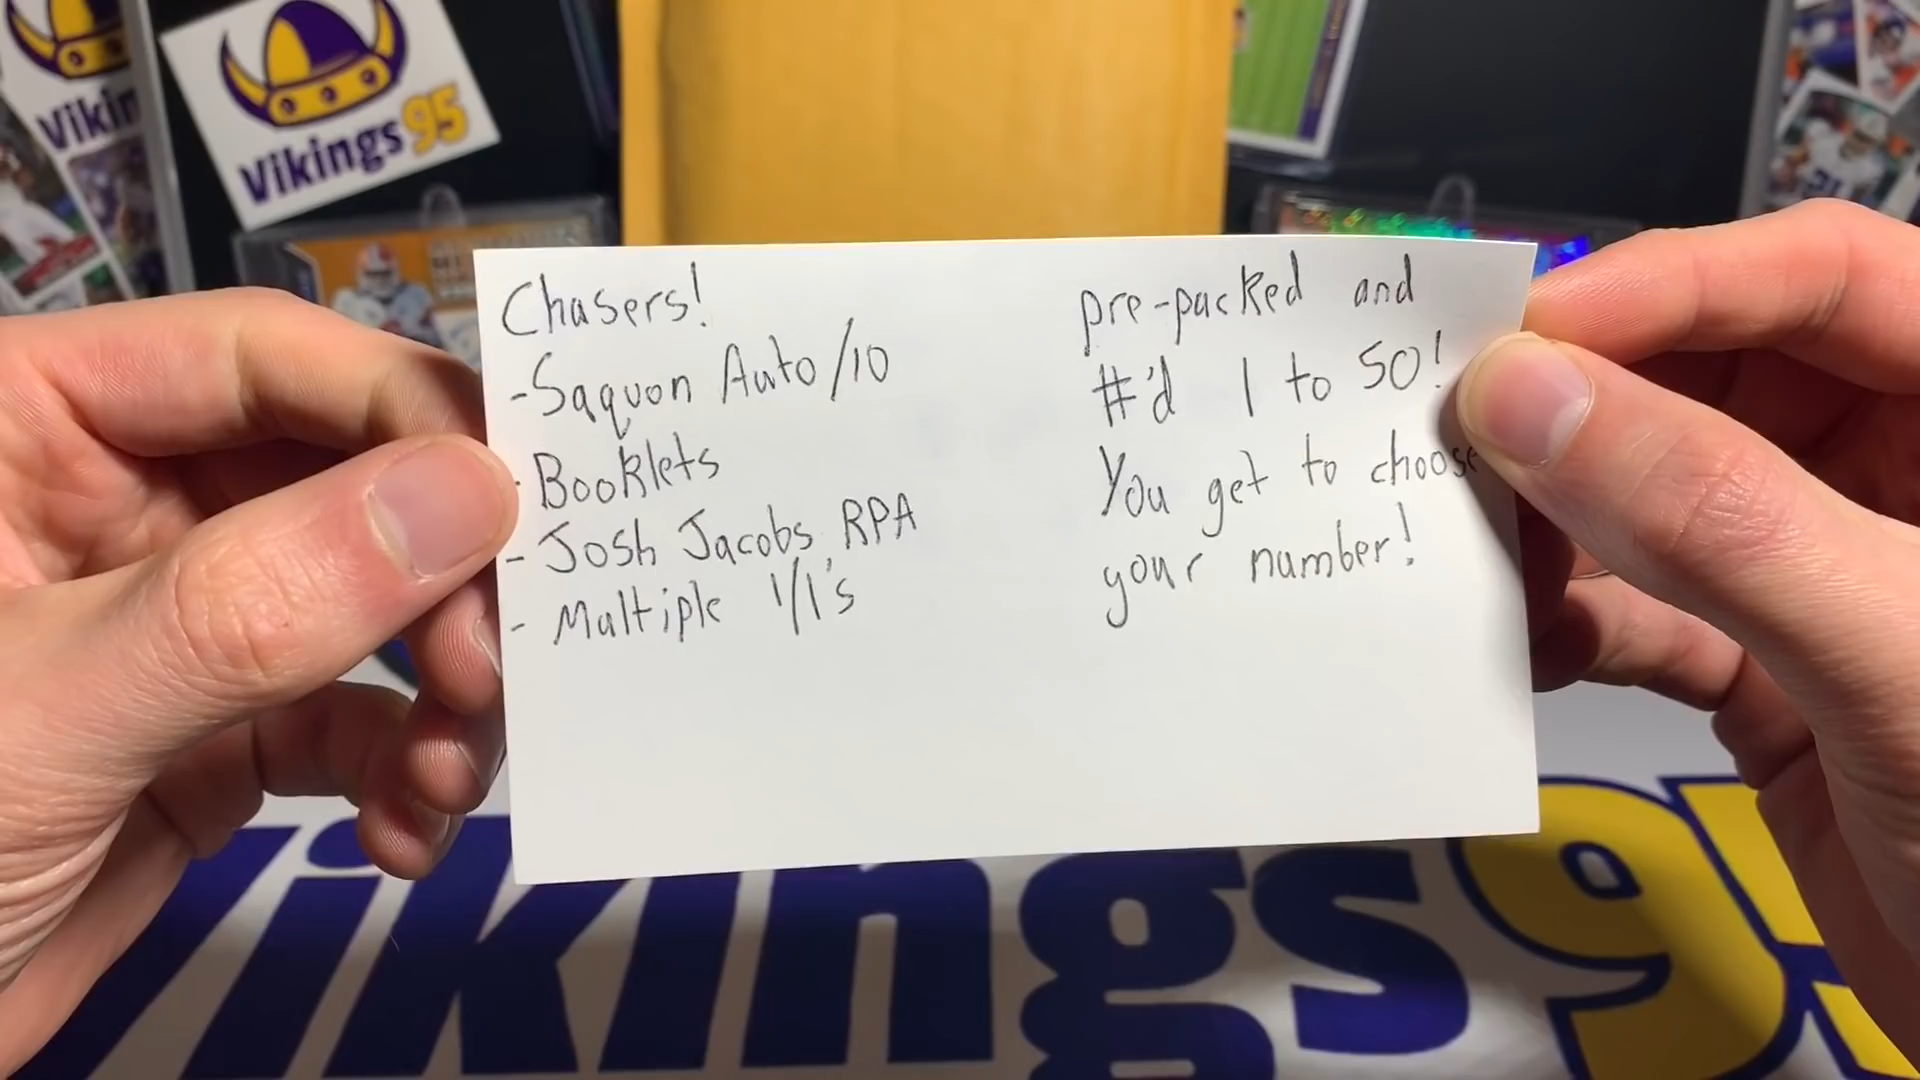 Vikings95
Vikin
Chasers!
-Saquon Auto/10
- Booklets
- Josh Jacobs RPA
- Multiple 1/1's
pre-packed and
#'d 1 to 50!
You get to choose
your number!
Vikings95